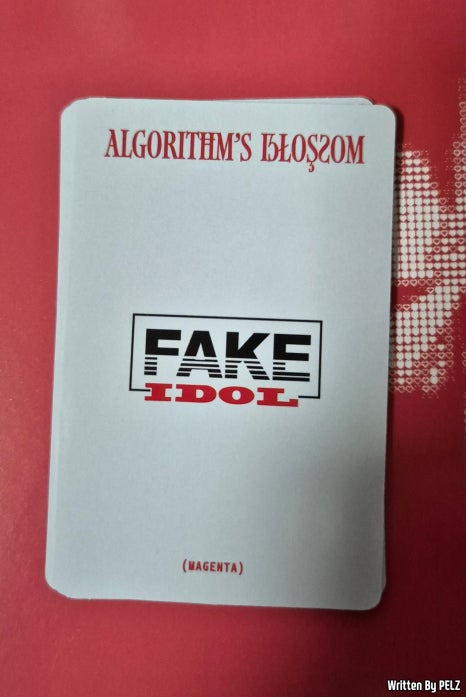 ALGORITHM'S BLOSSOM
FAKE
IDOL
(MAGENTA)
Written By PELZ